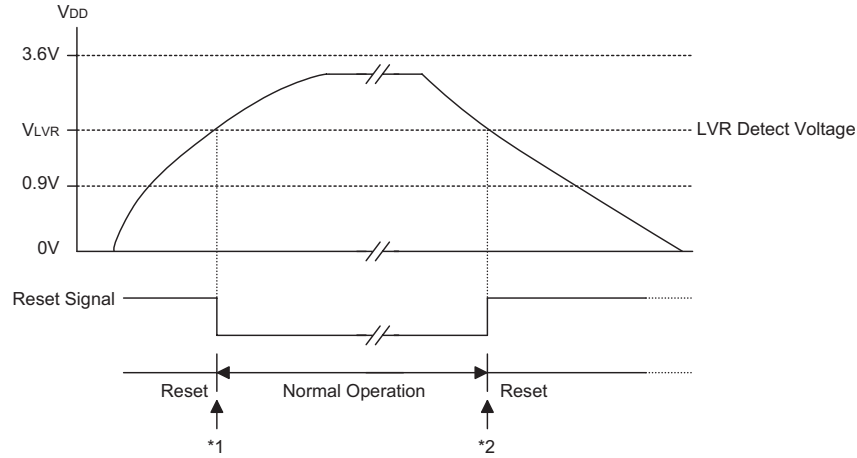 VDD
3.6V
VLVR
LVR Detect Voltage
0.9V
0V
Reset Signal
Reset
Normal Operation
Reset
*1
*2